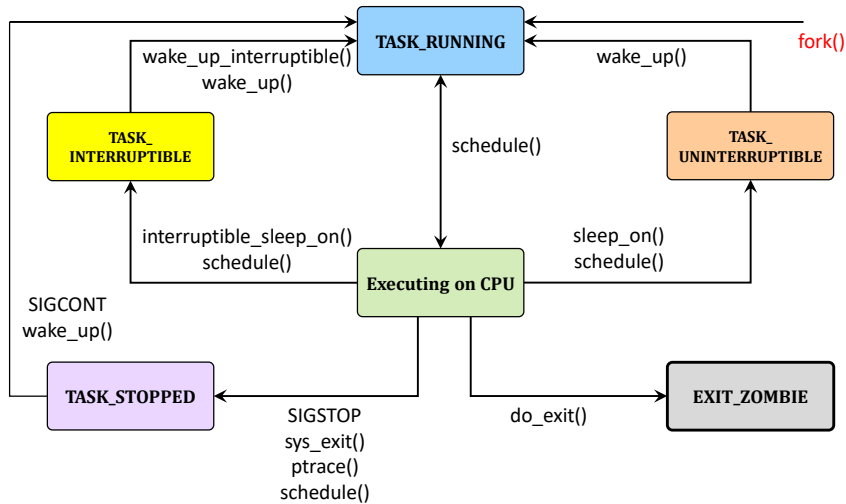 TASK_RUNNING
fork()
wake_up_interruptible()
wake_up()
wake_up()
TASK_
INTERRUPTIBLE
TASK_
UNINTERRUPTIBLE
schedule()
interruptible_sleep_on()
schedule()
sleep_on()
schedule()
Executing on CPU
SIGCONT
wake_up()
TASK_STOPPED
EXIT_ZOMBIE
SIGSTOP
sys_exit()
ptrace()
schedule()
do_exit()